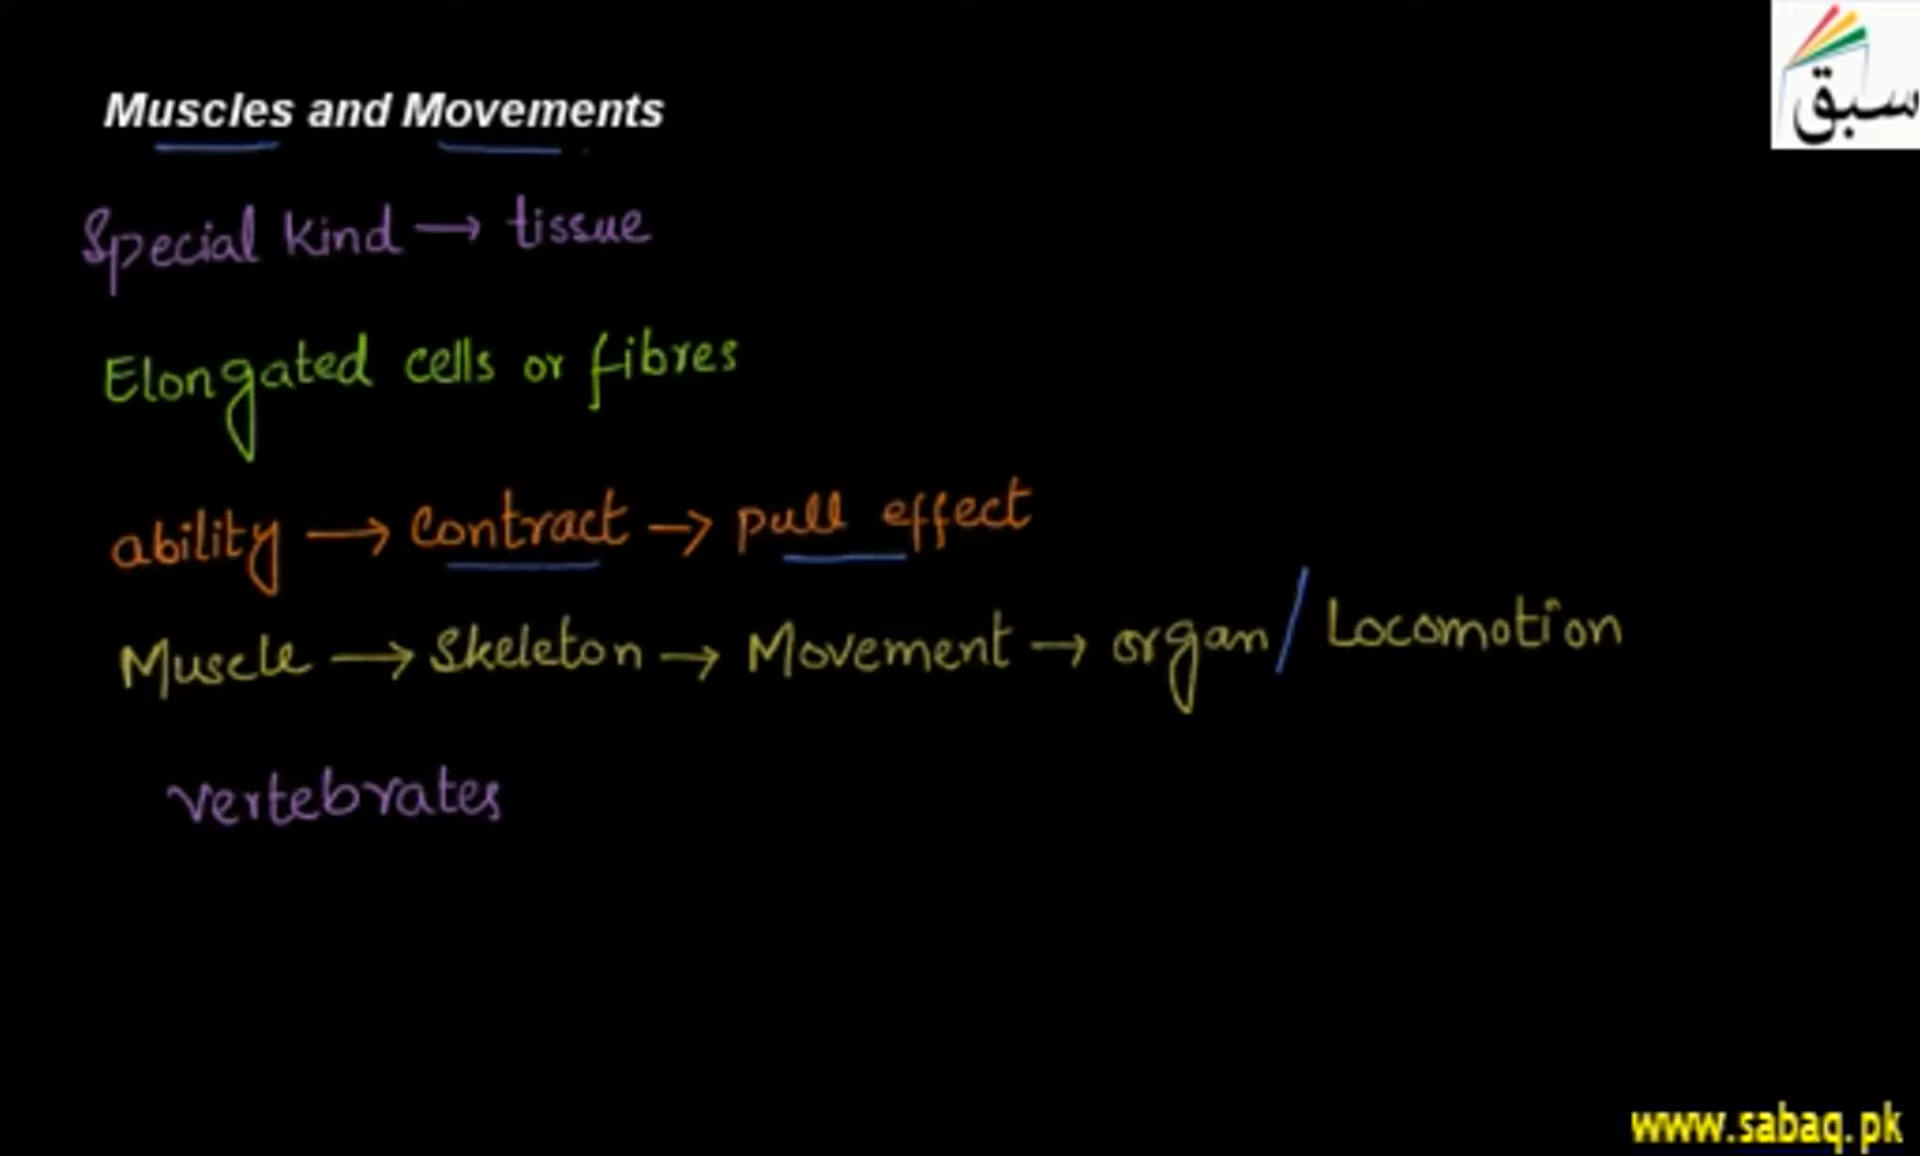 سبق
Muscles and Movements
Special kind → tissue
Elongated cells or fibres
ability → Contract → pull effect
Muscle → Skeleton → Movement → organ / Locomotion
vertebrates
www.sabaq.pk